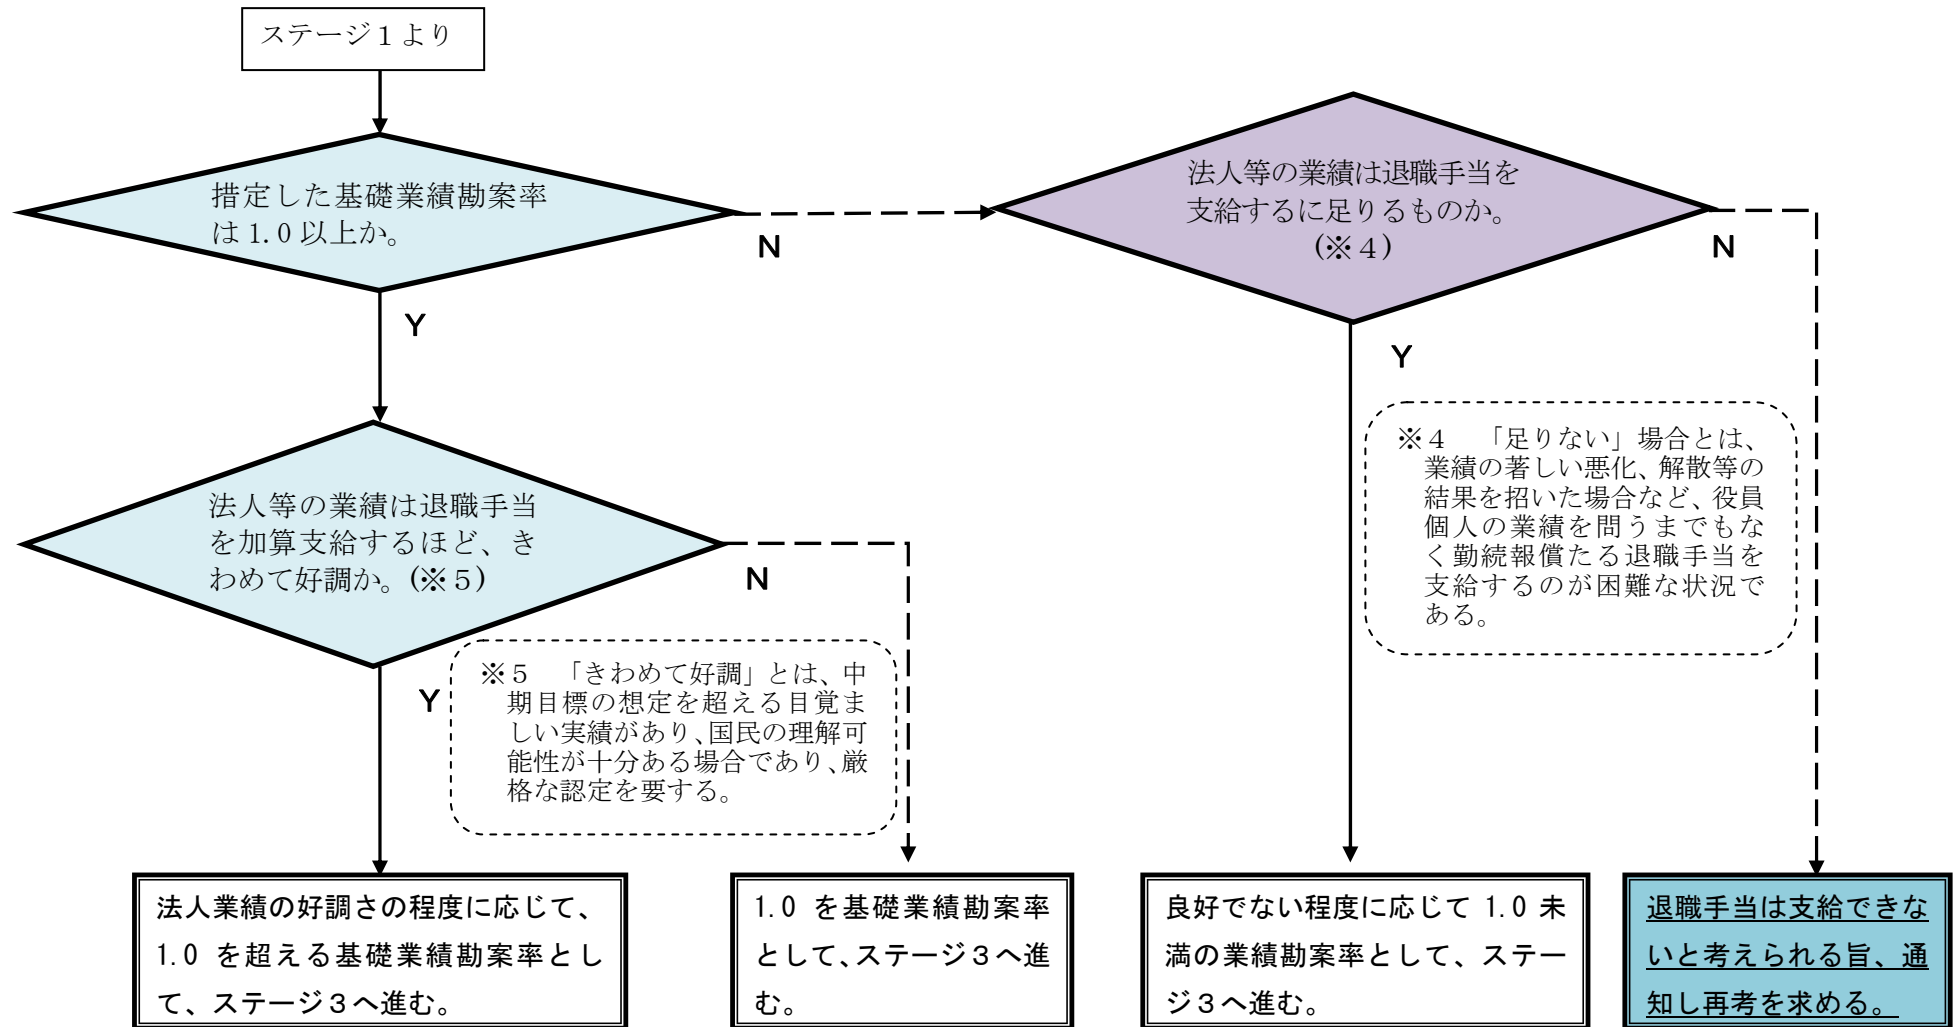 ステージ1より
措定した基礎業績勘案率
は1.0以上か。
N
Y
法人等の業績は退職手当を
支給するに足りるものか。
(※4)
N
Y
※4 「足りない」場合とは、
業績の著しい悪化、解散等の
結果を招いた場合など、役員
個人の業績を問うまでもな
く勤続報償たる退職手当を
支給するのが困難な状況で
ある。
法人等の業績は退職手当
を加算支給するほど、き
わめて好調か。(※5)
N
Y
※5 「きわめて好調」とは、中
期目標の想定を超える目覚ま
しい実績があり、国民の理解可
能性が十分ある場合であり、厳
格な認定を要する。
法人業績の好調さの程度に応じて、
1.0 を超える基礎業績勘案率とし
て、ステージ3へ進む。
1.0 を基礎業績勘案率
として、ステージ3へ進
む。
良好でない程度に応じて 1.0 未
満の業績勘案率として、ステー
ジ3へ進む。
退職手当は支給できな
いと考えられる旨、通
知し再考を求める。